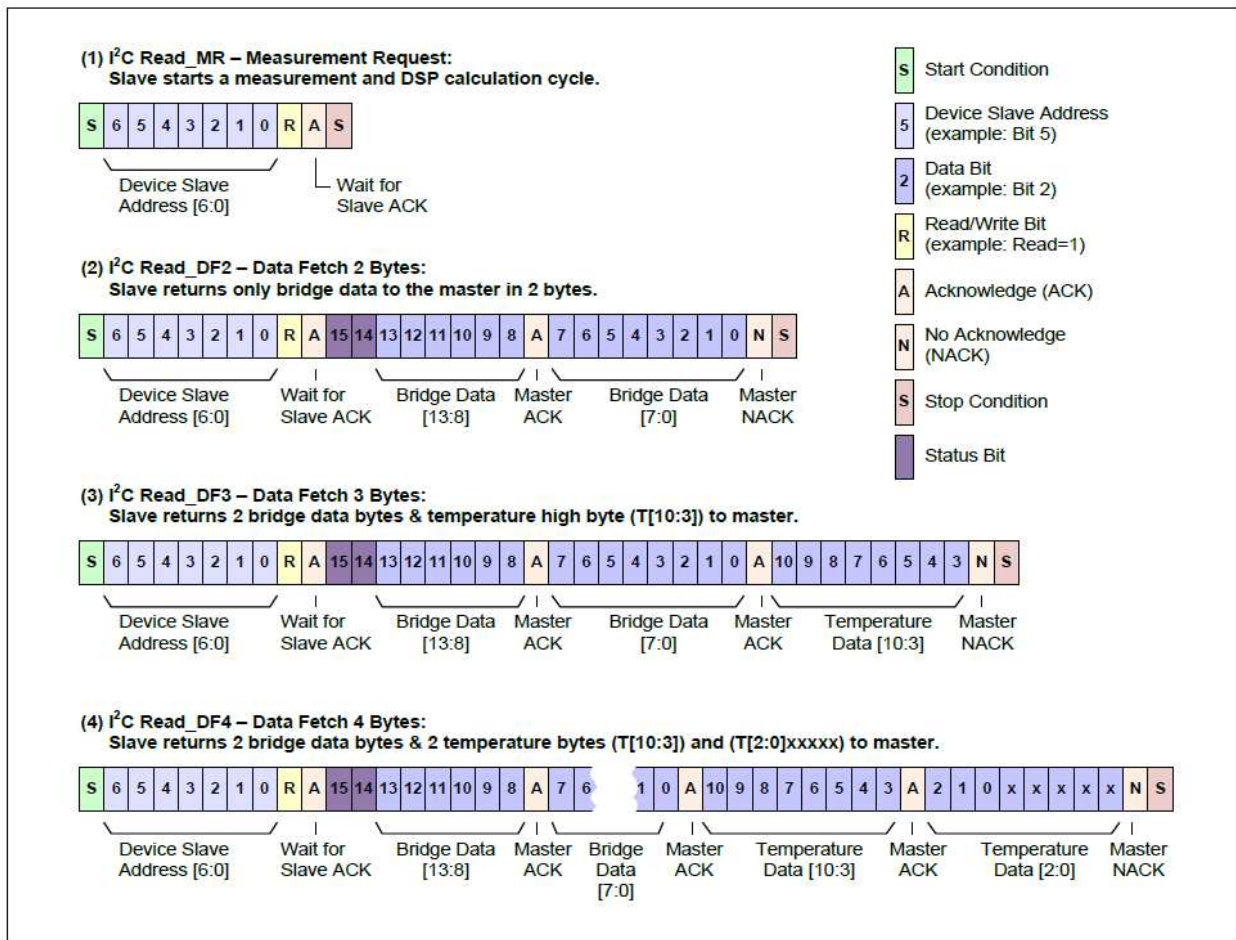 (1) I²C Read_MR – Measurement Request:
Slave starts a measurement and DSP calculation cycle.
S 6 5 4 3 2 1 0 R A S
Device Slave
Address [6:0]
Wait for
Slave ACK
(2) I²C Read_DF2 – Data Fetch 2 Bytes:
Slave returns only bridge data to the master in 2 bytes.
S 6 5 4 3 2 1 0 R A 15 14 13 12 11 10 9 8 A 7 6 5 4 3 2 1 0 N S
Device Slave
Address [6:0]
Wait for
Slave ACK
Bridge Data
[13:8]
Master
ACK
Bridge Data
[7:0]
Master
NACK
(3) I²C Read_DF3 – Data Fetch 3 Bytes:
Slave returns 2 bridge data bytes & temperature high byte (T[10:3]) to master.
S 6 5 4 3 2 1 0 R A 15 14 13 12 11 10 9 8 A 7 6 5 4 3 2 1 0 A 10 9 8 7 6 5 4 3 N S
Device Slave
Address [6:0]
Wait for
Slave ACK
Bridge Data
[13:8]
Master
ACK
Bridge Data
[7:0]
Master
ACK
Temperature
Data [10:3]
Master
NACK
(4) I²C Read_DF4 – Data Fetch 4 Bytes:
Slave returns 2 bridge data bytes & 2 temperature bytes (T[10:3]) and (T[2:0]xxxxx) to master.
S 6 5 4 3 2 1 0 R A 15 14 13 12 11 10 9 8 A 7 6 1 0 A 10 9 8 7 6 5 4 3 A 2 1 0 x x x x x N S
Device Slave
Address [6:0]
Wait for
Slave ACK
Bridge Data
[13:8]
Master
ACK
Bridge
Data
[7:0]
Master
ACK
Temperature
Data [10:3]
Master
ACK
Temperature
Data [2:0]
Master
NACK
S Start Condition
5 Device Slave Address
(example: Bit 5)
2 Data Bit
(example: Bit 2)
R Read/Write Bit
(example: Read=1)
A Acknowledge (ACK)
N No Acknowledge
(NACK)
S Stop Condition
Status Bit